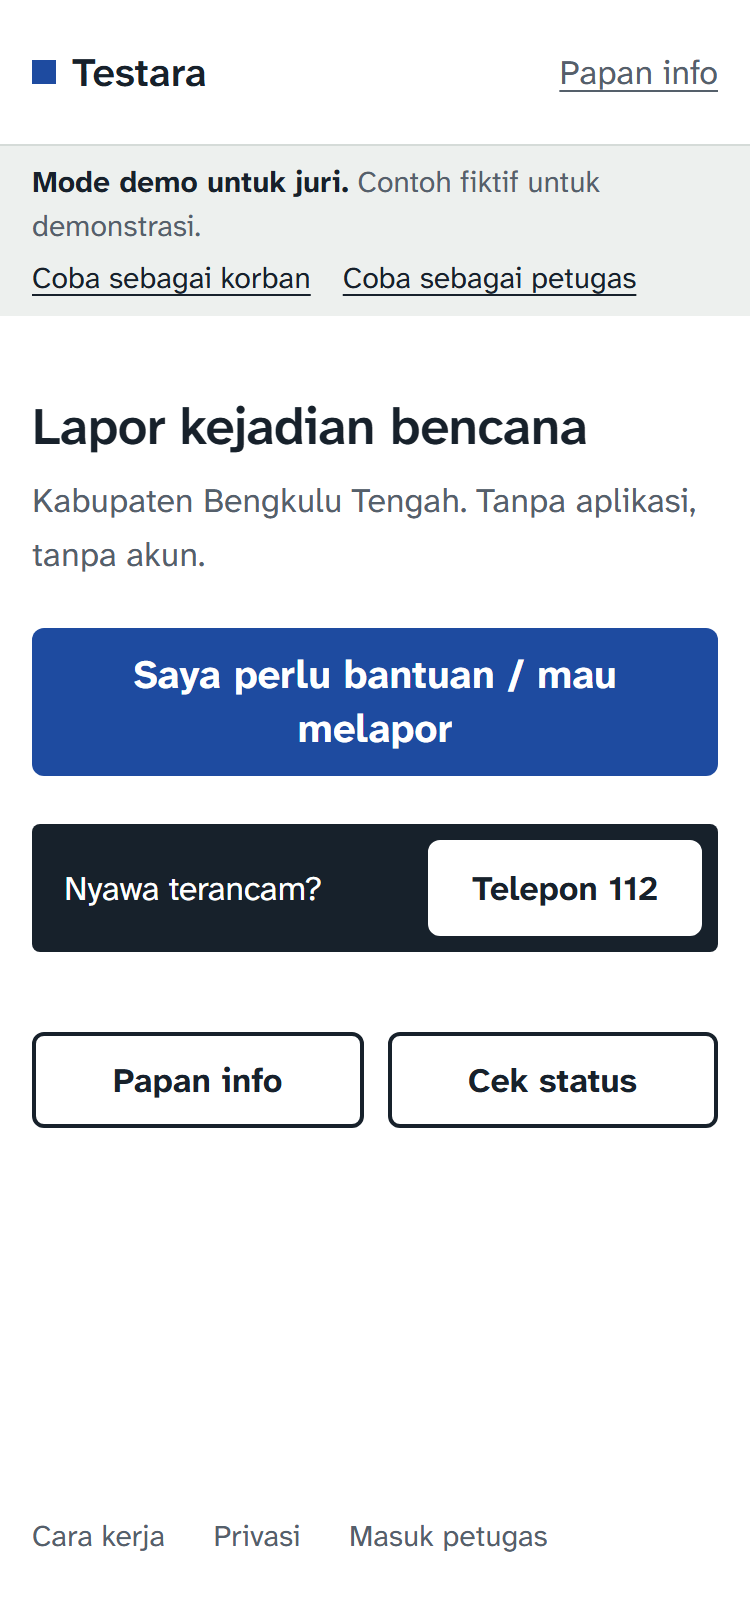 Testara
Papan info
Mode demo untuk juri. Contoh fiktif untuk
demonstrasi.
Coba sebagai korban Coba sebagai petugas
Lapor kejadian bencana
Kabupaten Bengkulu Tengah. Tanpa aplikasi,
tanpa akun.
Saya perlu bantuan / mau
melapor
Nyawa terancam?
Telepon 112
Papan info
Cek status
Cara kerja Privasi Masuk petugas